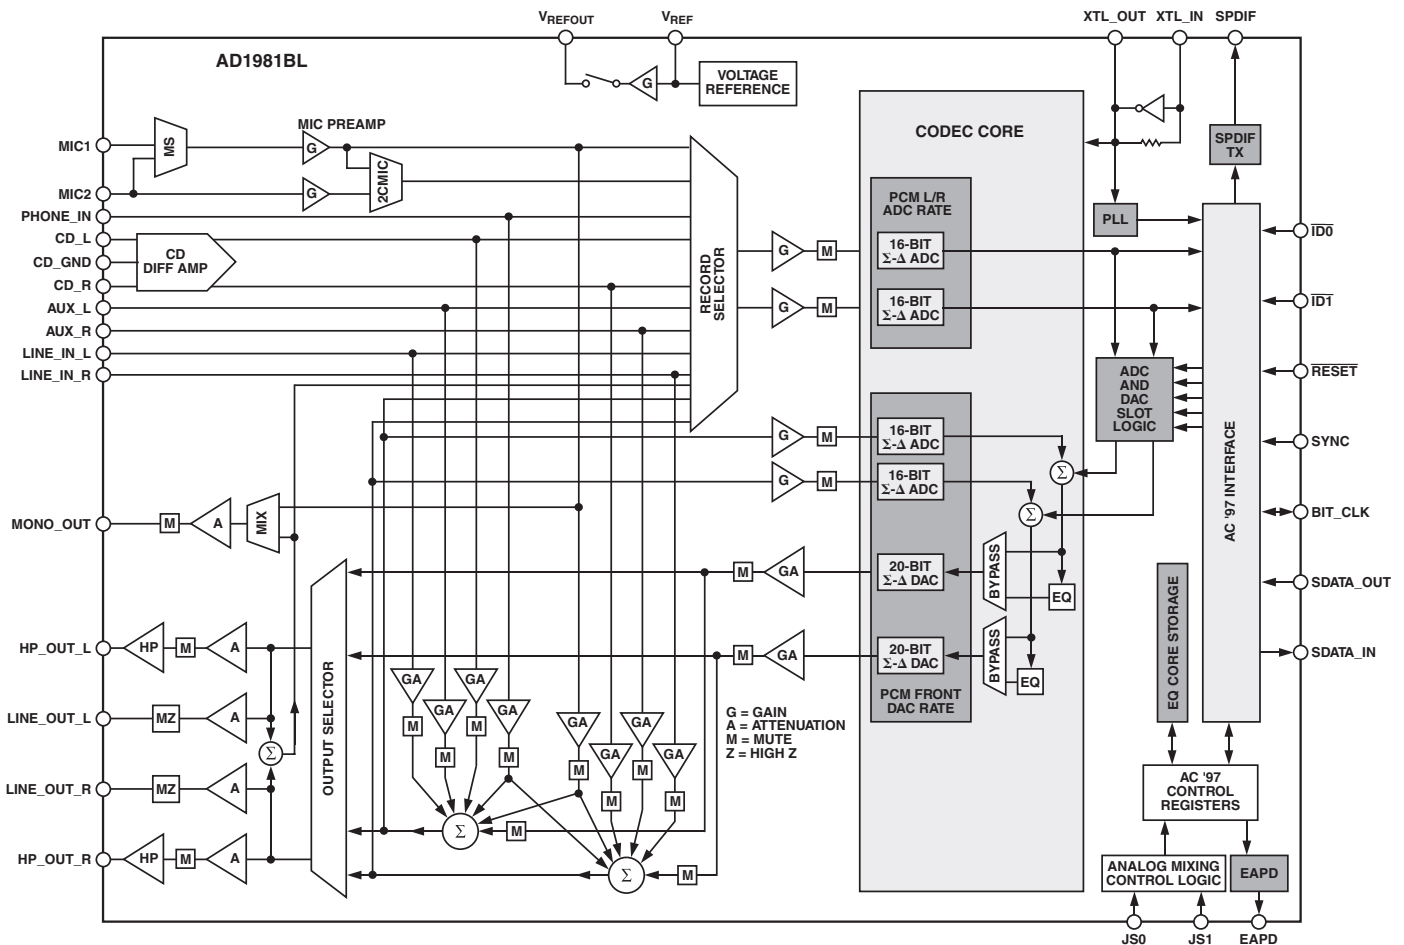 V_REFOUT
V_REF
XTL_OUT
XTL_IN
SPDIF
AD1981BL
G
VOLTAGE
REFERENCE
CODEC CORE
SPDIF
TX
MIC PREAMP
MIC1
MS
G
2CMIC
MIC2
G
PHONE_IN
CD_L
CD_GND
CD
DIFF AMP
CD_R
AUX_L
AUX_R
LINE_IN_L
LINE_IN_R
RECORD
SELECTOR
G
M
G
M
PCM L/R
ADC RATE
16-BIT
Σ-Δ ADC
16-BIT
Σ-Δ ADC
PLL
ID0
ID1
RESET
SYNC
BIT_CLK
SDATA_OUT
SDATA_IN
ADC
AND
DAC
SLOT
LOGIC
AC '97 INTERFACE
G
M
16-BIT
Σ-Δ ADC
G
M
16-BIT
Σ-Δ ADC
Σ
Σ
MONO_OUT
M
A
MIX
M
GA
20-BIT
Σ-Δ DAC
BYPASS
EQ
M
GA
20-BIT
Σ-Δ DAC
BYPASS
EQ
PCM FRONT
DAC RATE
EQ CORE STORAGE
HP_OUT_L
HP
M
A
LINE_OUT_L
MZ
A
Σ
LINE_OUT_R
MZ
A
HP_OUT_R
HP
M
A
OUTPUT SELECTOR
GA
GA
GA
GA
GA
GA
GA
GA
M
M
M
M
M
M
M
M
Σ
M
Σ
M
G = GAIN
A = ATTENUATION
M = MUTE
Z = HIGH Z
AC '97
CONTROL
REGISTERS
ANALOG MIXING
CONTROL LOGIC
EAPD
JS0
JS1
EAPD